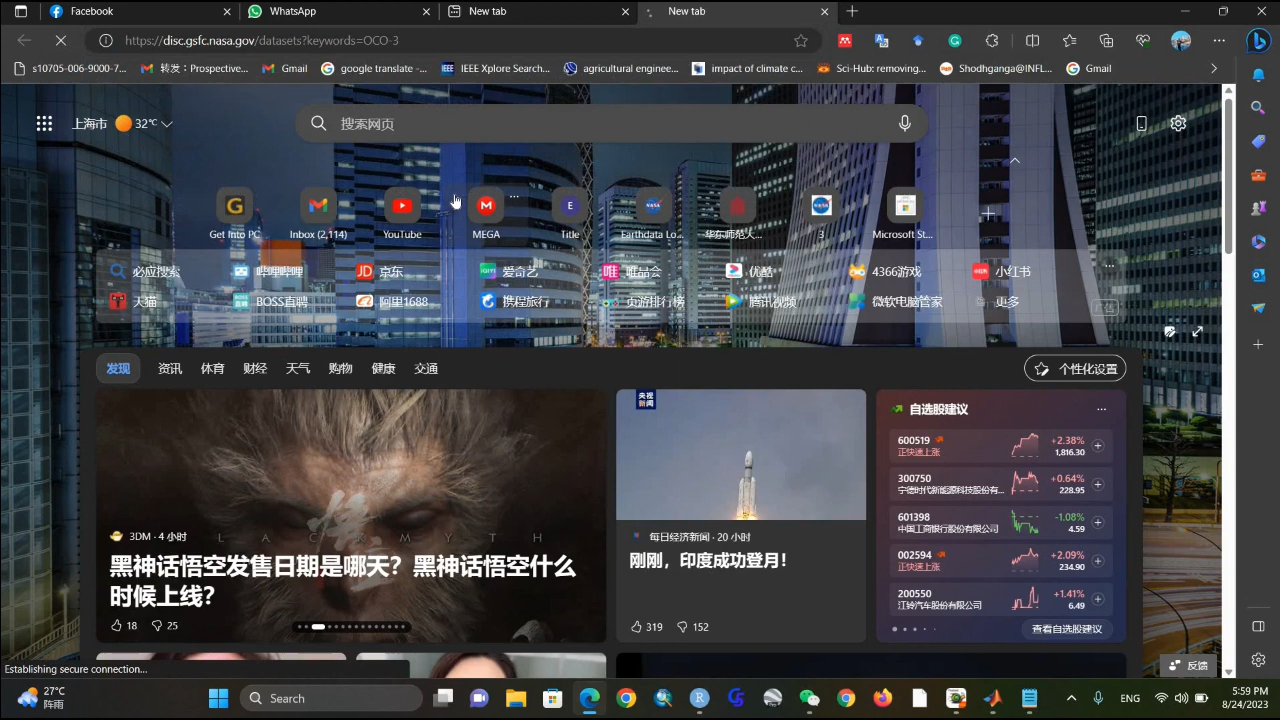 Facebook
WhatsApp
New tab
New tab
https://disc.gsfc.nasa.gov/datasets?keywords=OCO-3
s10705-006-9000-7...
转发：Prospective...
Gmail
google translate -...
IEEE
IEEE Xplore Search...
agricultural enginee...
impact of climate c...
Sci-Hub: removing...
Shodhganga@INFL...
Gmail
上海市
32℃
搜索网页
Get Into PC
Inbox (2,114)
YouTube
MEGA
Title
Earthdata Lo...
华东师范大...
3
Microsoft St...
必应搜索
哔哩哔哩
京东
爱奇艺
唯品会
优酷
4366游戏
小红书
天猫
BOSS直聘
阿里1688
携程旅行
页游排行榜
腾讯视频
微软电脑管家
更多
广告
发现
资讯
体育
财经
天气
购物
健康
交通
个性化设置
悟
L A C K M Y T H
3DM · 4 小时
黑神话悟空发售日期是哪天？黑神话悟空什么
时候上线？
18
25
央视
新闻
每日经济新闻 · 20 小时
刚刚，印度成功登月！
319
152
自选股建议
600519
正快速上涨
+2.38%
1,816.30
300750
宁德时代新能源科技股份有...
+0.64%
228.95
601398
中国工商银行股份有限公司
-1.08%
4.59
002594
正快速上涨
+2.09%
234.90
200550
江铃汽车股份有限公司
+1.41%
6.49
查看自选股建议
反馈
Establishing secure connection...
27°C
阵雨
Search
ENG
5:59 PM
8/24/2023